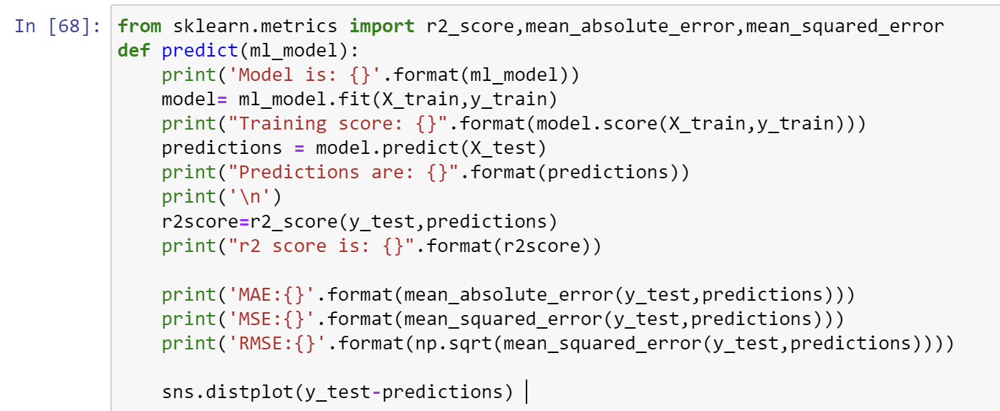 In [68]: from sklearn.metrics import r2_score,mean_absolute_error,mean_squared_error
def predict(ml_model):
    print('Model is: {}'.format(ml_model))
    model= ml_model.fit(X_train,y_train)
    print("Training score: {}".format(model.score(X_train,y_train)))
    predictions = model.predict(X_test)
    print("Predictions are: {}".format(predictions))
    print('\n')
    r2score=r2_score(y_test,predictions)
    print("r2 score is: {}".format(r2score))
    print('MAE:{}'.format(mean_absolute_error(y_test,predictions)))
    print('MSE:{}'.format(mean_squared_error(y_test,predictions)))
    print('RMSE:{}'.format(np.sqrt(mean_squared_error(y_test,predictions))))
    sns.distplot(y_test-predictions)